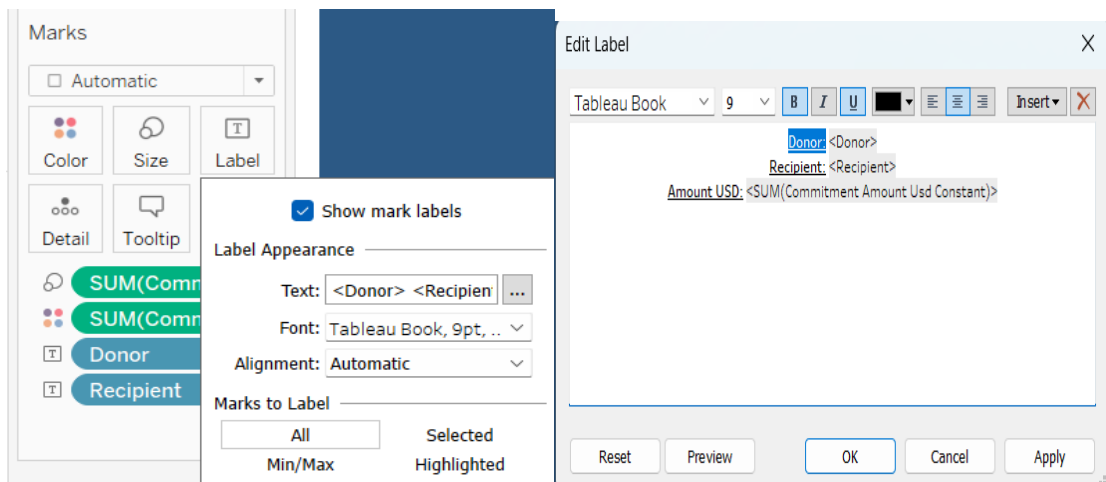 Marks
Automatic
Color
Size
T
Label
Detail
Tooltip
SUM(Comm
SUM(Comm
T
Donor
T
Recipient
Show mark labels
Label Appearance
Text: <Donor> <Recipien ...
Font: Tableau Book, 9pt, ..
Alignment: Automatic
Marks to Label
All Selected
Min/Max Highlighted
Edit Label X
Tableau Book 9 B I U Insert X
Donor: <Donor>
Recipient: <Recipient>
Amount USD: <SUM(Commitment Amount Usd Constant)>
Reset Preview OK Cancel Apply